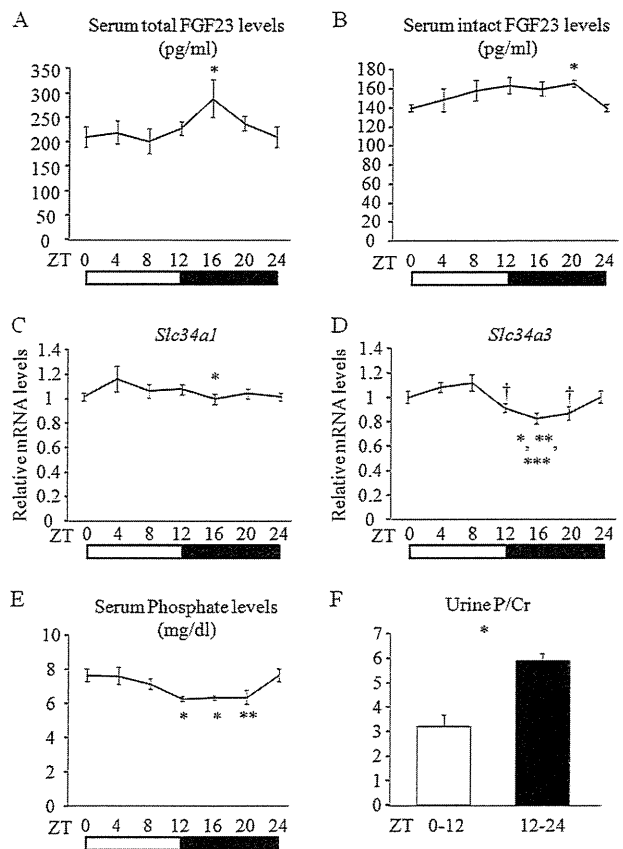 A
Serum total FGF23 levels
(pg/ml)
*
350
300
250
200
150
100
50
0
ZT 0 4 8 12 16 20 24
B
Serum intact FGF23 levels
(pg/ml)
*
180
160
140
120
100
80
60
40
20
0
ZT 0 4 8 12 16 20 24
C
Slc34a1
Relative mRNA levels
1.4
1.2
1
0.8
0.6
0.4
0.2
0
*
ZT 0 4 8 12 16 20 24
D
Slc34a3
Relative mRNA levels
1.4
1.2
1
0.8
0.6
0.4
0.2
0
† †
*, **,
***
ZT 0 4 8 12 16 20 24
E
Serum Phosphate levels
(mg/dl)
10
8
6
4
2
0
* * **
ZT 0 4 8 12 16 20 24
F
Urine P/Cr
*
7
6
5
4
3
2
1
0
ZT 0-12 12-24